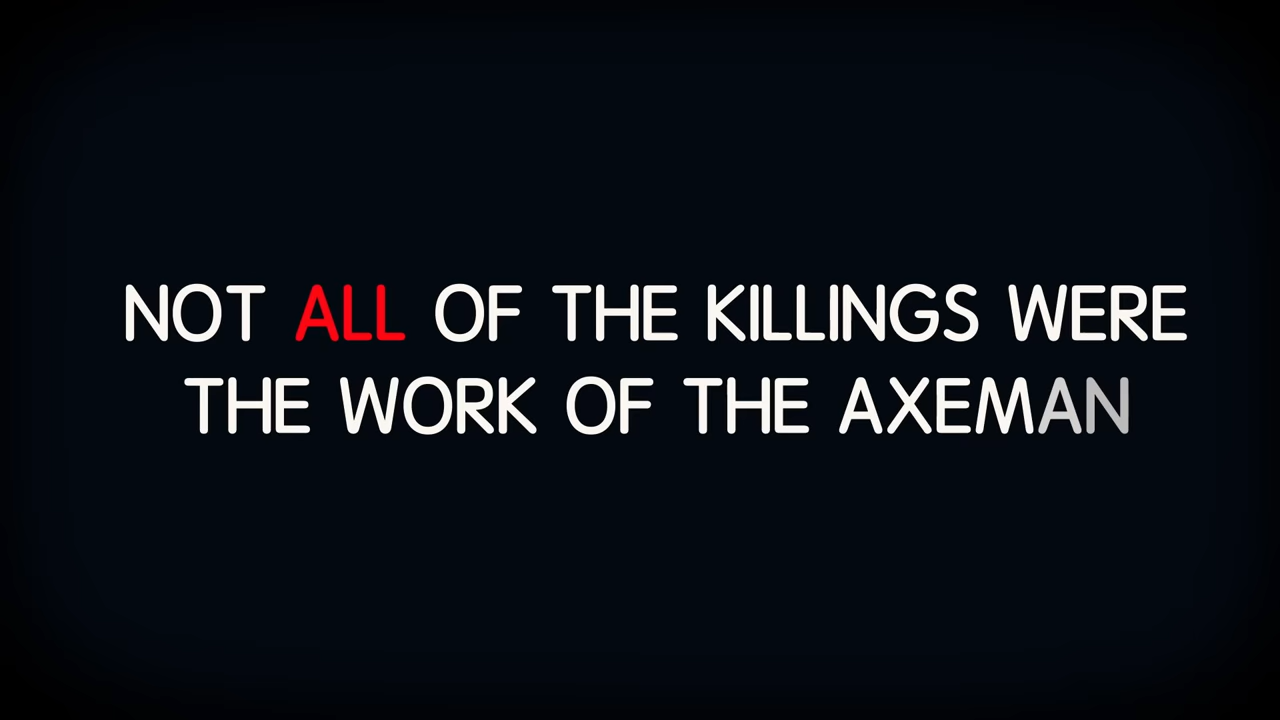 NOT ALL OF THE KILLINGS WERE
THE WORK OF THE AXEMAN